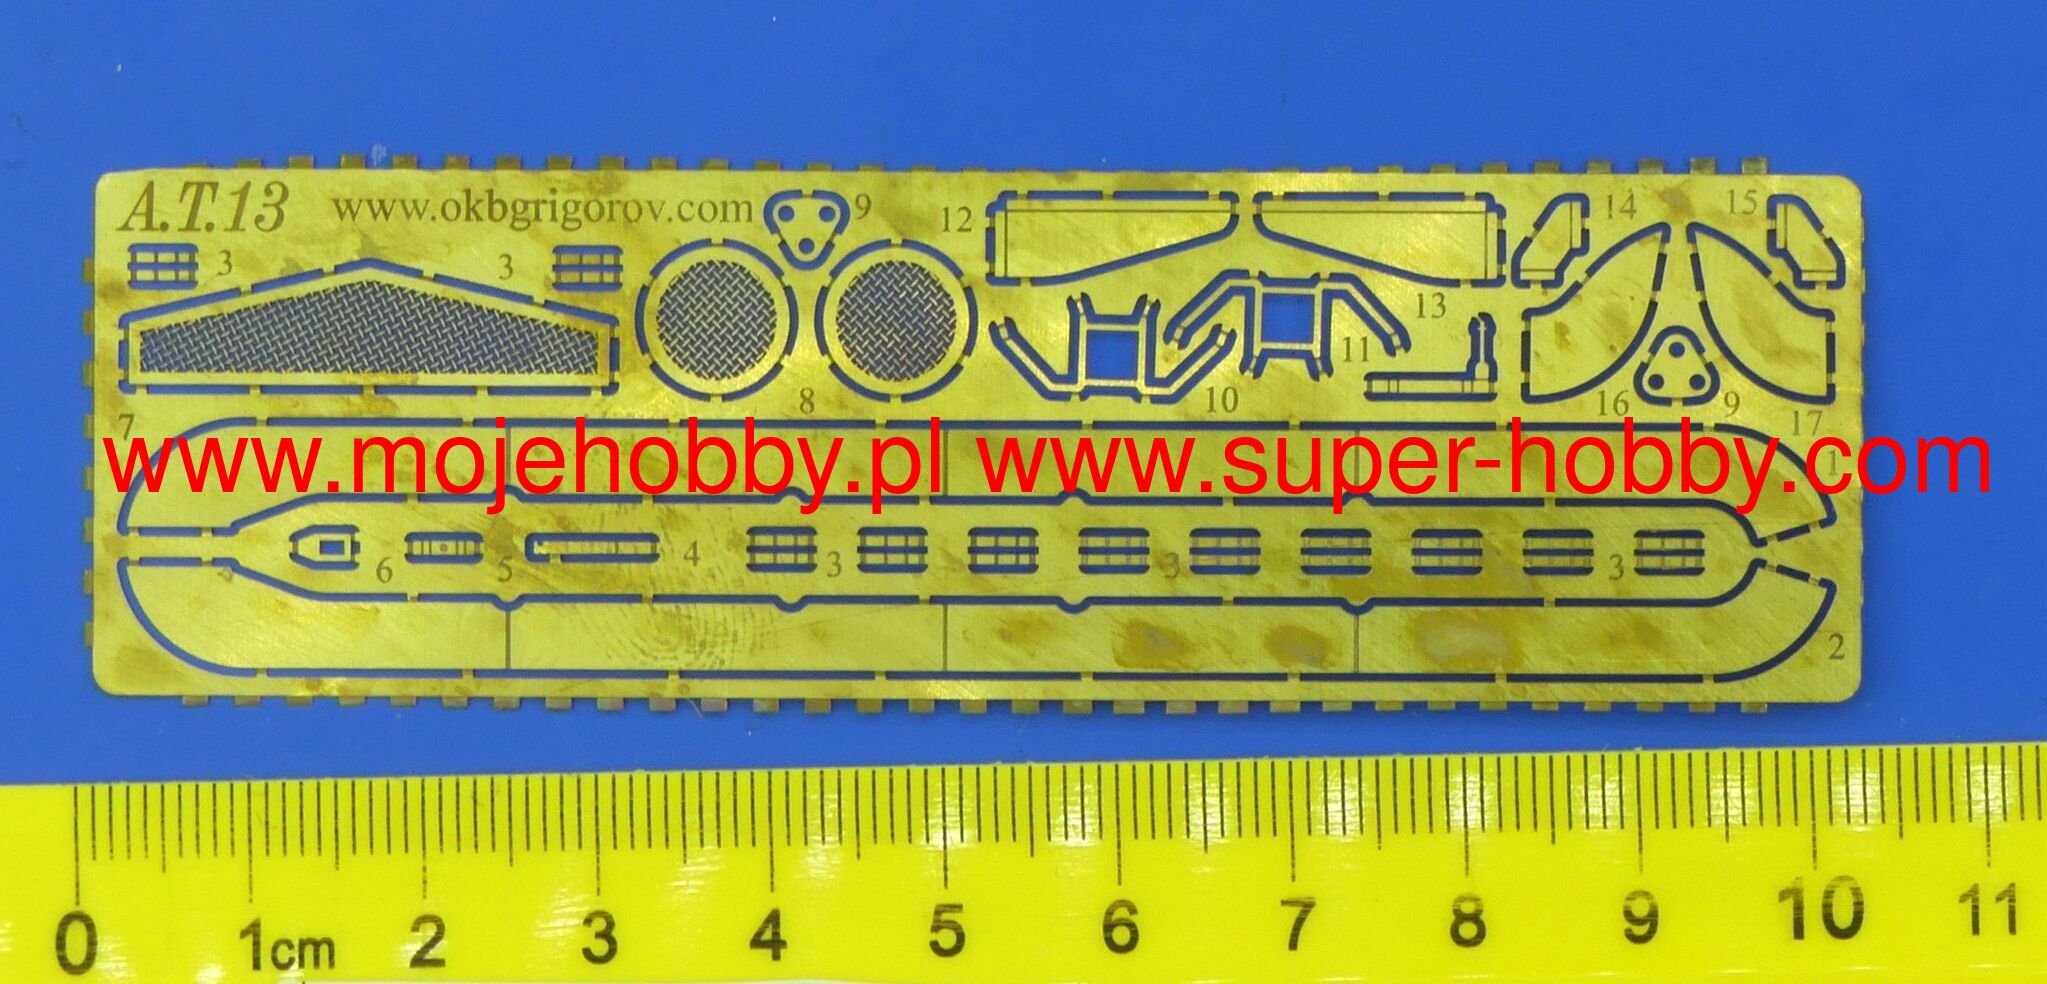 A.T.13 www.okbgrigorov.com 9 12 14 15
3 3
13
11
8 10 16 9 17
7
www.mojehobby.pl www.super-hobby.com
1
6 5 4 3 3 3
2
0 1cm 2 3 4 5 6 7 8 9 10 11